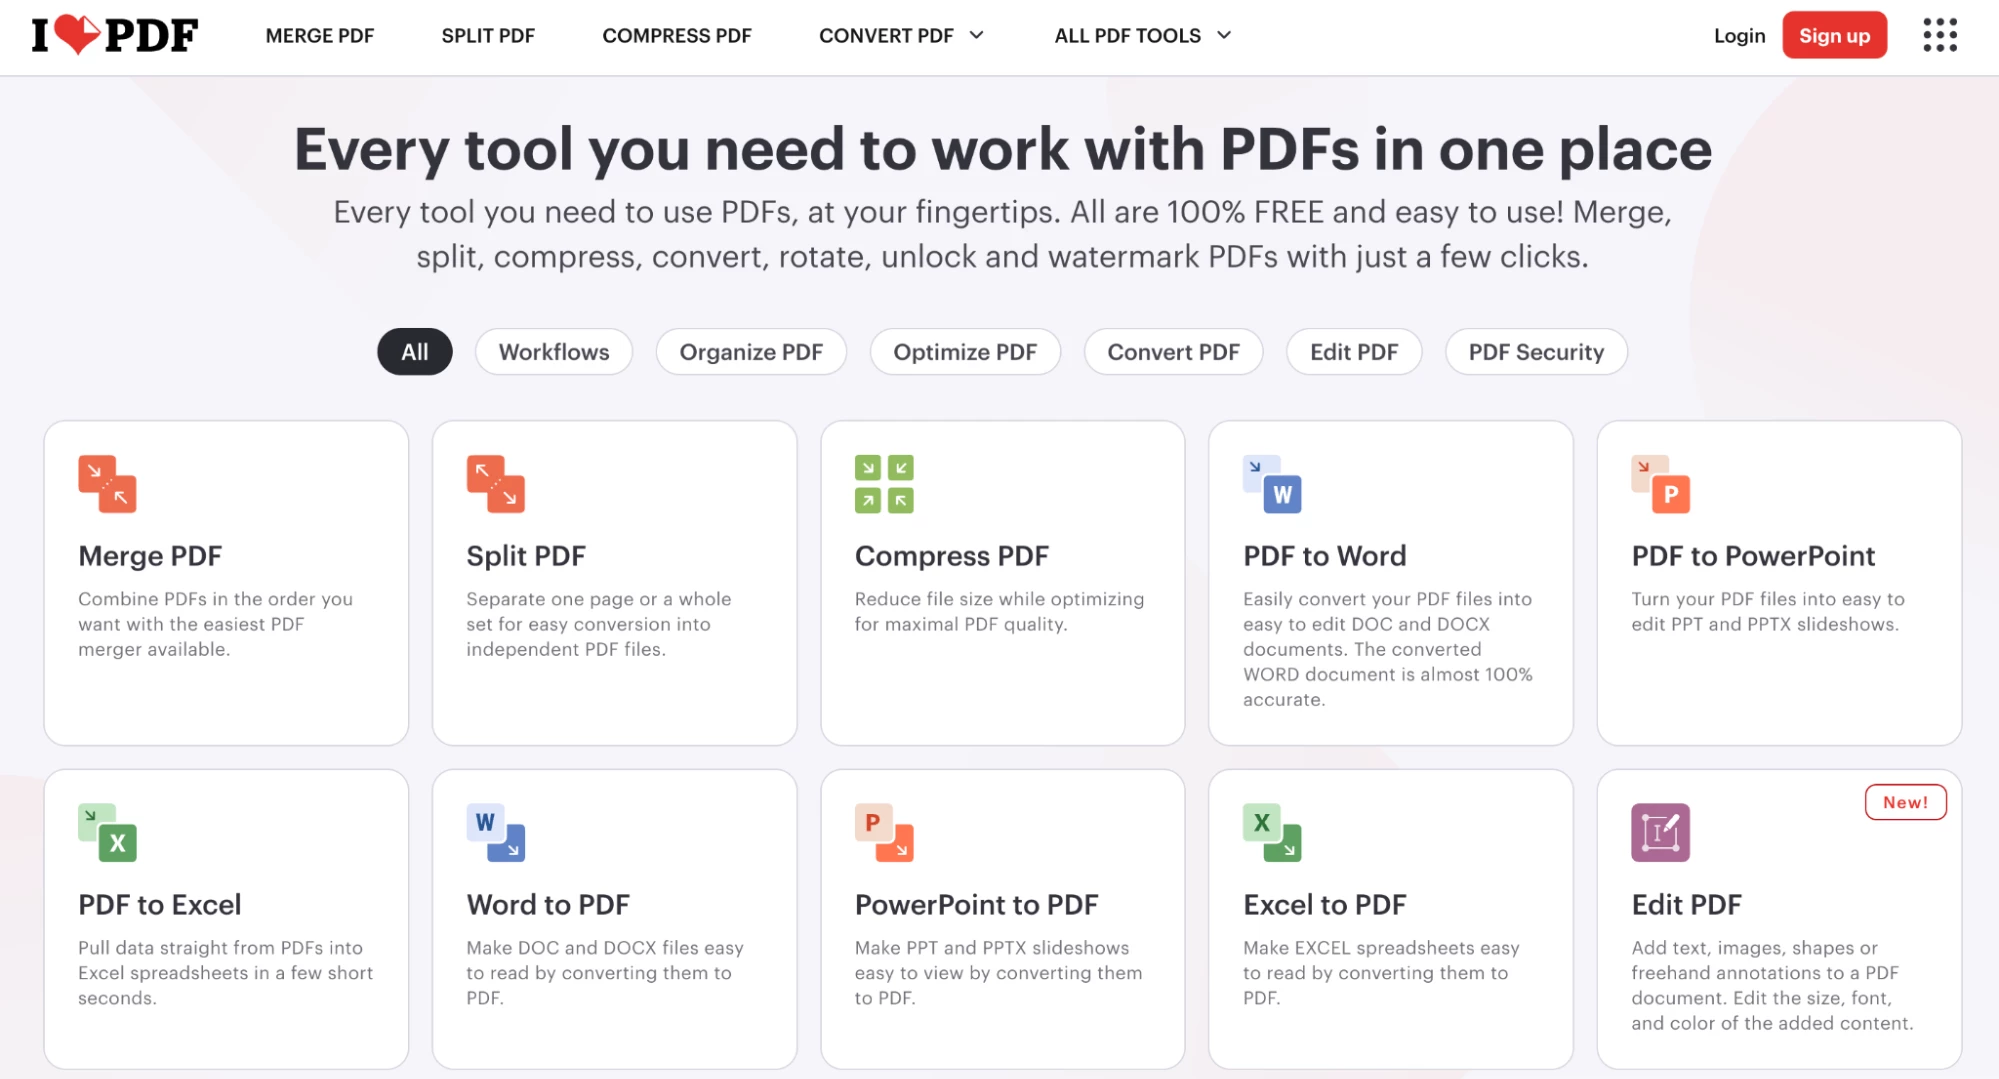 I PDF
MERGE PDF
SPLIT PDF
COMPRESS PDF
CONVERT PDF
ALL PDF TOOLS
Login
Sign up
Every tool you need to work with PDFs in one place
Every tool you need to use PDFs, at your fingertips. All are 100% FREE and easy to use! Merge,
split, compress, convert, rotate, unlock and watermark PDFs with just a few clicks.
All
Workflows
Organize PDF
Optimize PDF
Convert PDF
Edit PDF
PDF Security
Merge PDF
Combine PDFs in the order you
want with the easiest PDF
merger available.
Split PDF
Separate one page or a whole
set for easy conversion into
independent PDF files.
Compress PDF
Reduce file size while optimizing
for maximal PDF quality.
W
PDF to Word
Easily convert your PDF files into
easy to edit DOC and DOCX
documents. The converted
WORD document is almost 100%
accurate.
P
PDF to PowerPoint
Turn your PDF files into easy to
edit PPT and PPTX slideshows.
X
PDF to Excel
Pull data straight from PDFs into
Excel spreadsheets in a few short
seconds.
W
Word to PDF
Make DOC and DOCX files easy
to read by converting them to
PDF.
P
PowerPoint to PDF
Make PPT and PPTX slideshows
easy to view by converting them
to PDF.
X
Excel to PDF
Make EXCEL spreadsheets easy
to read by converting them to
PDF.
New!
Edit PDF
Add text, images, shapes or
freehand annotations to a PDF
document. Edit the size, font,
and color of the added content.